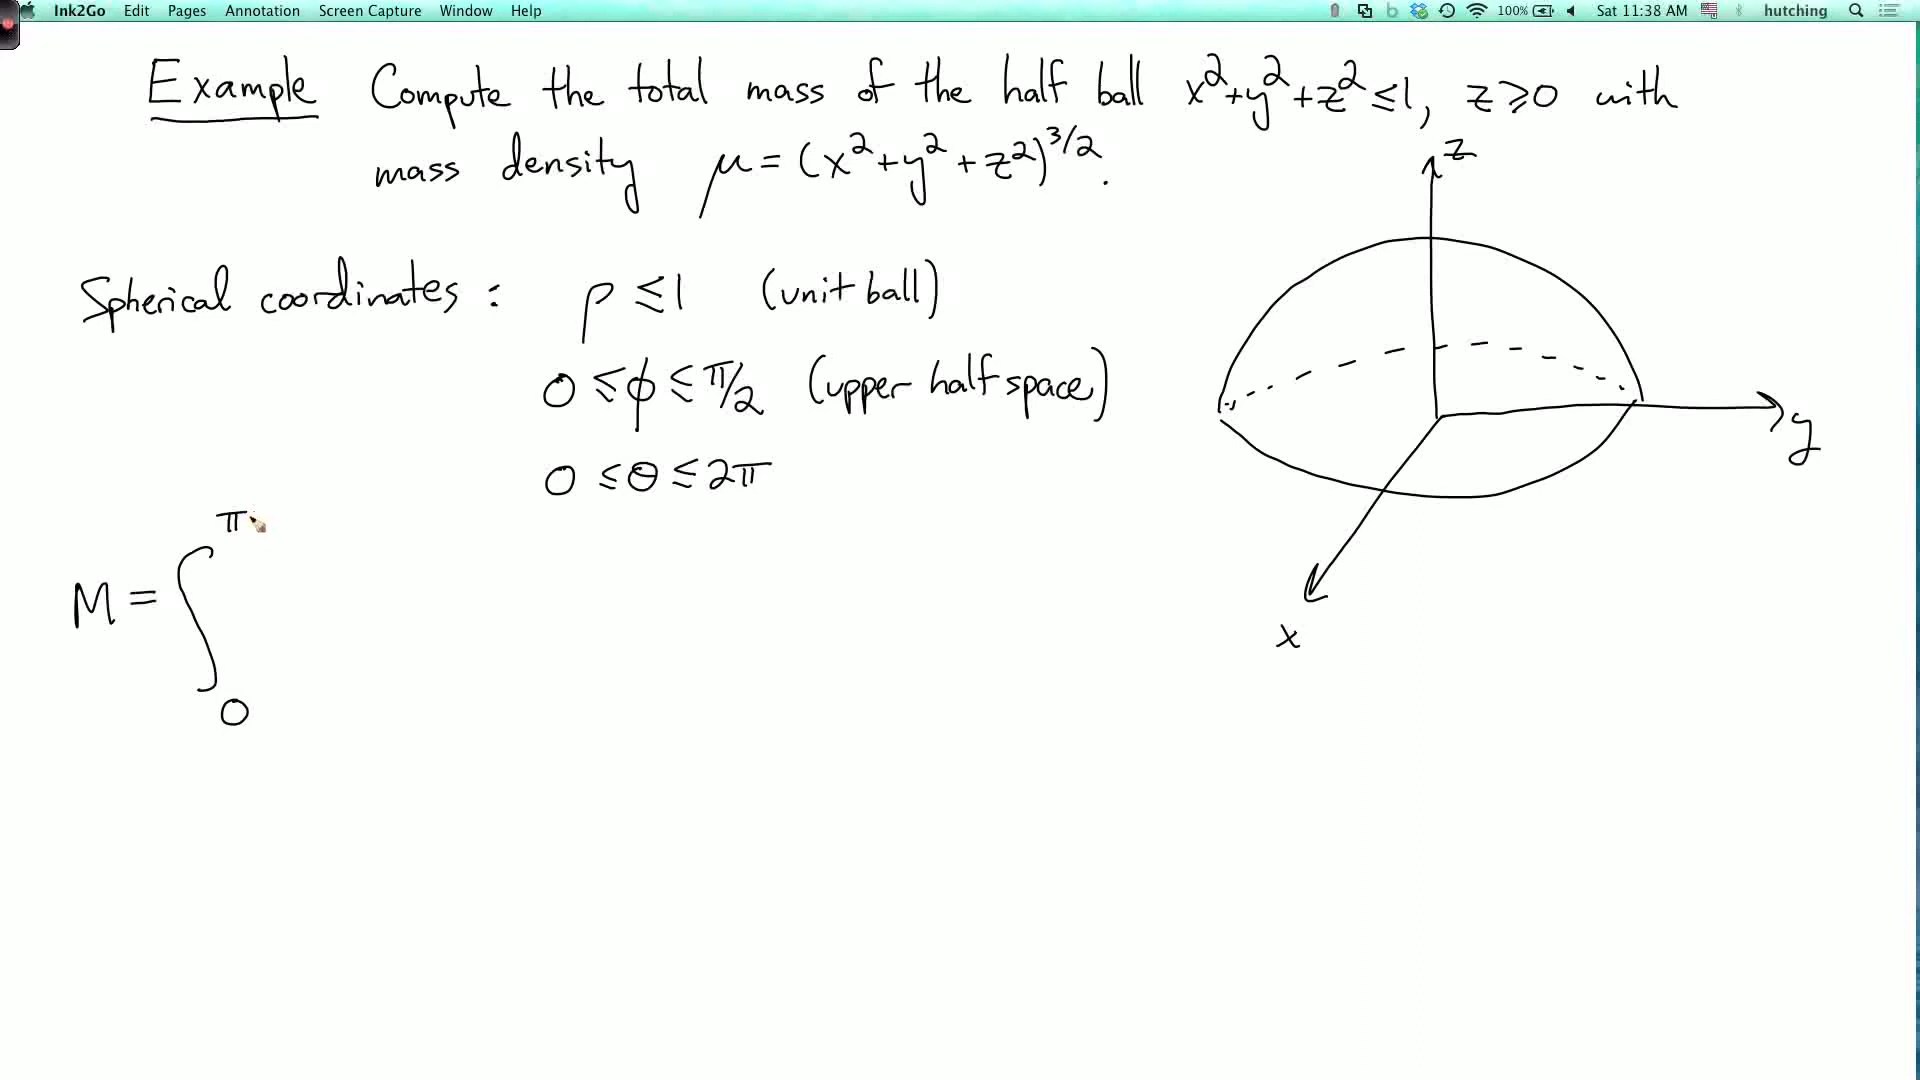 Ink2Go Edit Pages Annotation Screen Capture Window Help 100% Sat 11:38 AM hutching
Example Compute the total mass of the half ball x²+y²+z²≤1, z≥0 with
mass density μ=(x²+y²+z²)^3/2.
z
Spherical coordinates: ρ≤1 (unit ball)
0≤ϕ≤π/2 (upper half space)
y
0≤θ≤2π
π
M=∫
x
0